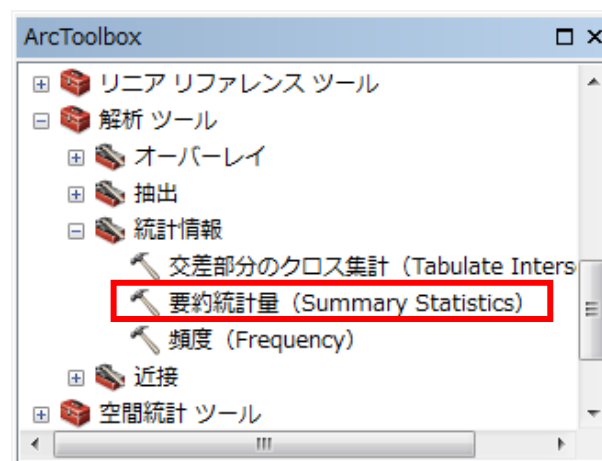 ArcToolbox
リニア リファレンス ツール
解析 ツール
オーバーレイ
抽出
統計情報
交差部分のクロス集計（Tabulate Inters
要約統計量（Summary Statistics）
頻度（Frequency）
近接
空間統計 ツール